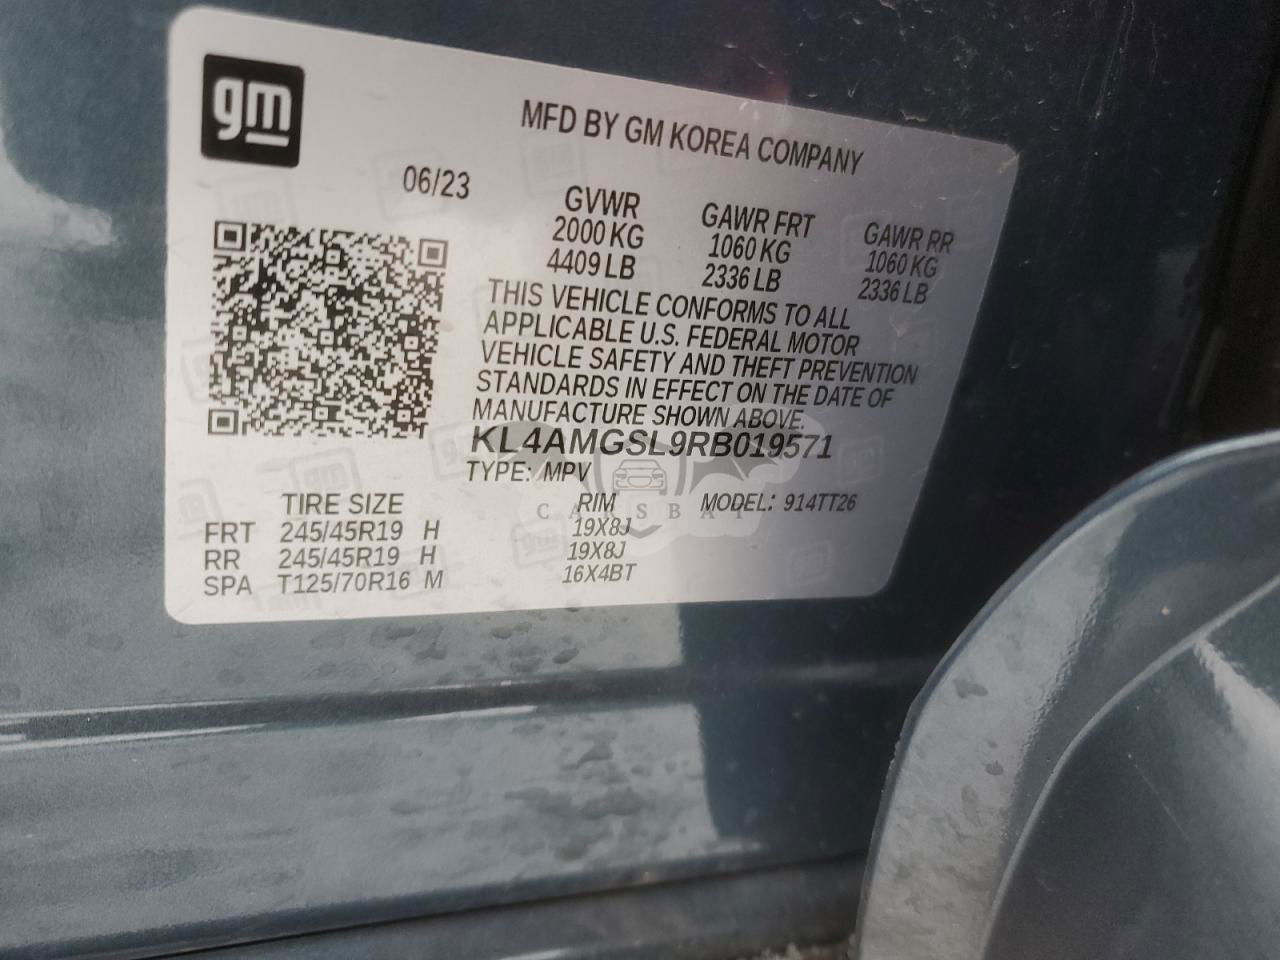 gm
MFD BY GM KOREA COMPANY
06/23
GVWR GAWR FRT GAWR RR
2000 KG 1060 KG 1060 KG
4409 LB 2336 LB 2336 LB
THIS VEHICLE CONFORMS TO ALL
APPLICABLE U.S. FEDERAL MOTOR
VEHICLE SAFETY AND THEFT PREVENTION
STANDARDS IN EFFECT ON THE DATE OF
MANUFACTURE SHOWN ABOVE.
KL4AMGSL9RB019571
TYPE: MPV
TIRE SIZE RIM MODEL: 914TT26
CARSBAT
FRT 245/45R19 H 19X8J
RR 245/45R19 H 19X8J
SPA T125/70R16 M 16X4BT